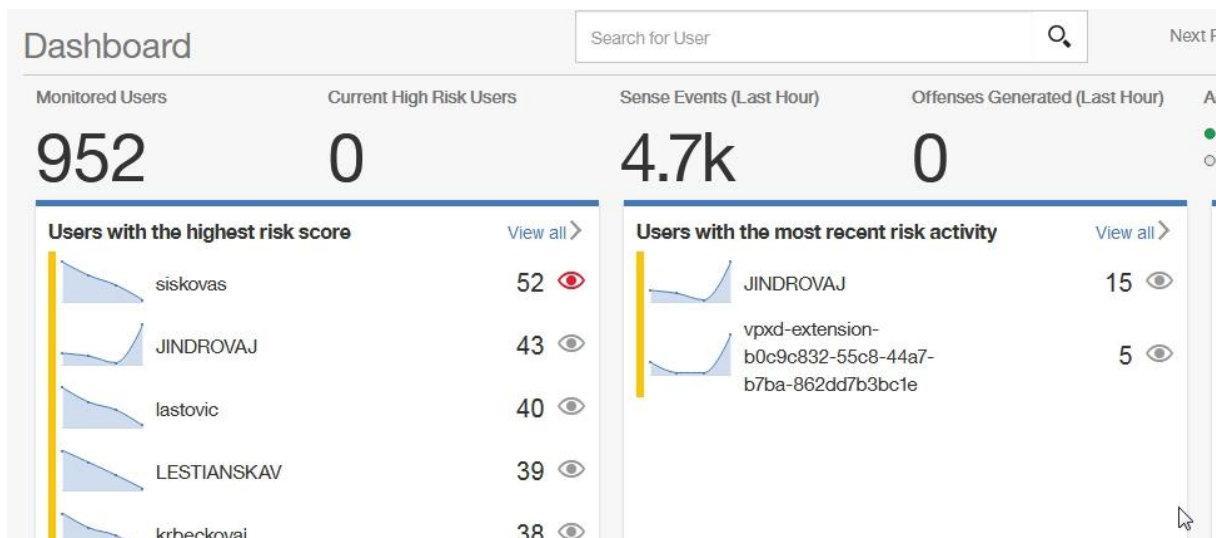 Dashboard
Search for User
Next
Monitored Users
Current High Risk Users
Sense Events (Last Hour)
Offenses Generated (Last Hour)
952
0
4.7k
0
Users with the highest risk score
View all
siskovas
52
JINDROVAJ
43
lastovic
40
LESTIANSKAV
39
krbeckovaj
38
Users with the most recent risk activity
View all
JINDROVAJ
15
vpxd-extension-
b0c9c832-55c8-44a7-
b7ba-862dd7b3bc1e
5